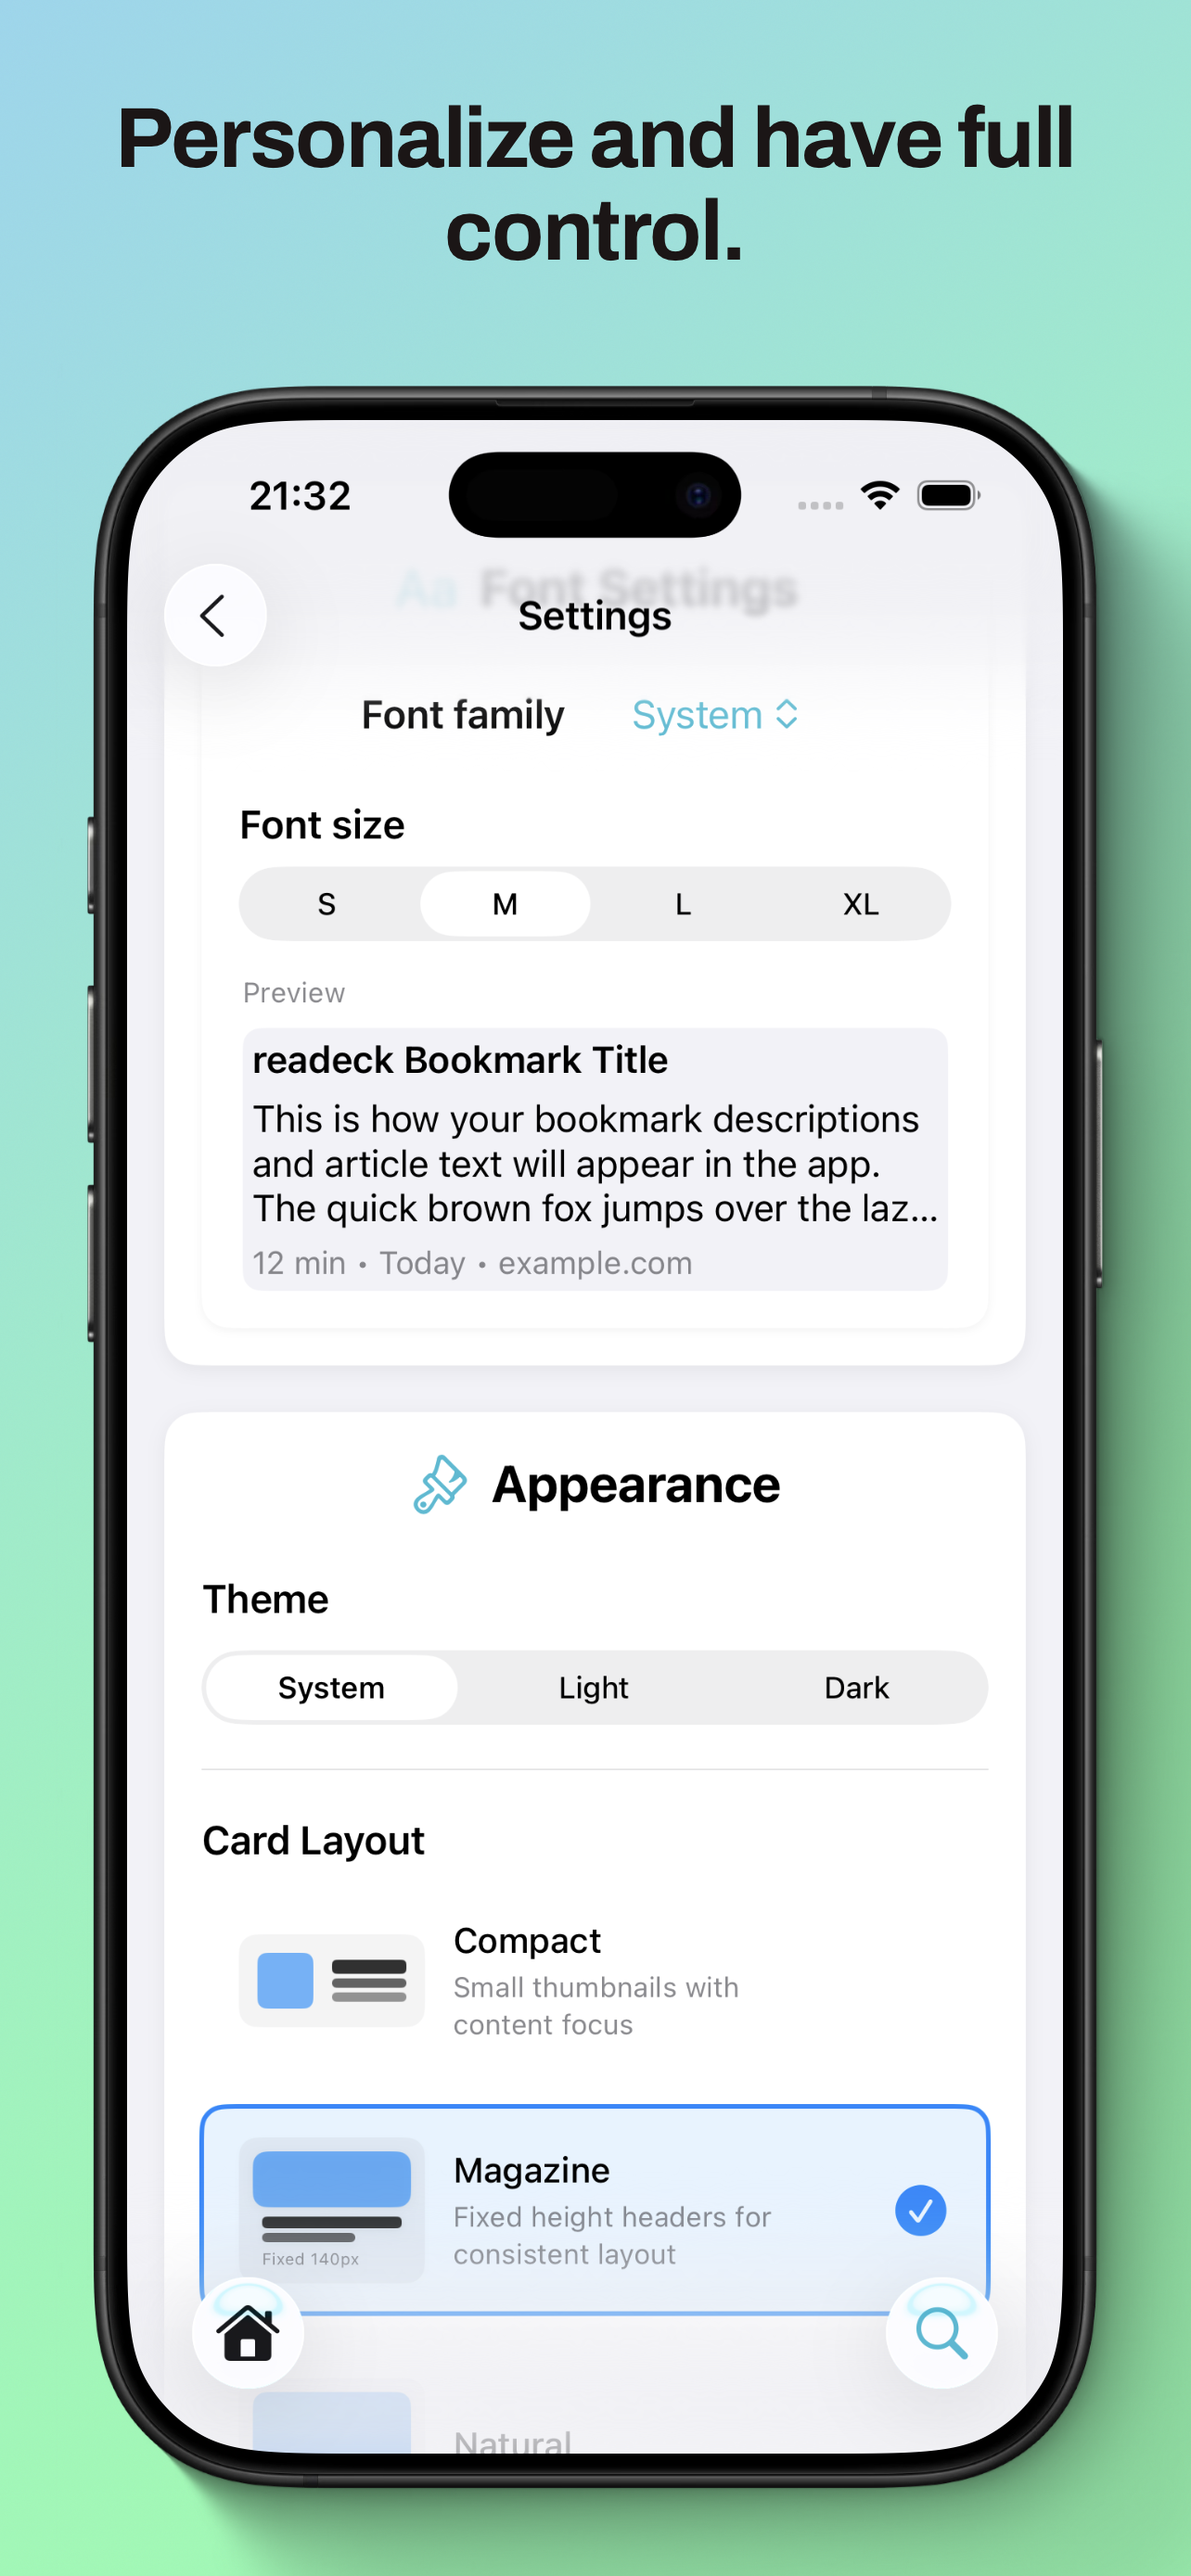 Personalize and have full
control.
21:32
Aa Font Settings
Settings
Font family System
Font size
S M L XL
Preview
readeck Bookmark Title
This is how your bookmark descriptions
and article text will appear in the app.
The quick brown fox jumps over the laz...
12 min • Today • example.com
Appearance
Theme
System Light Dark
Card Layout
Compact
Small thumbnails with
content focus
Magazine
Fixed height headers for
consistent layout
Fixed 140px
Natural